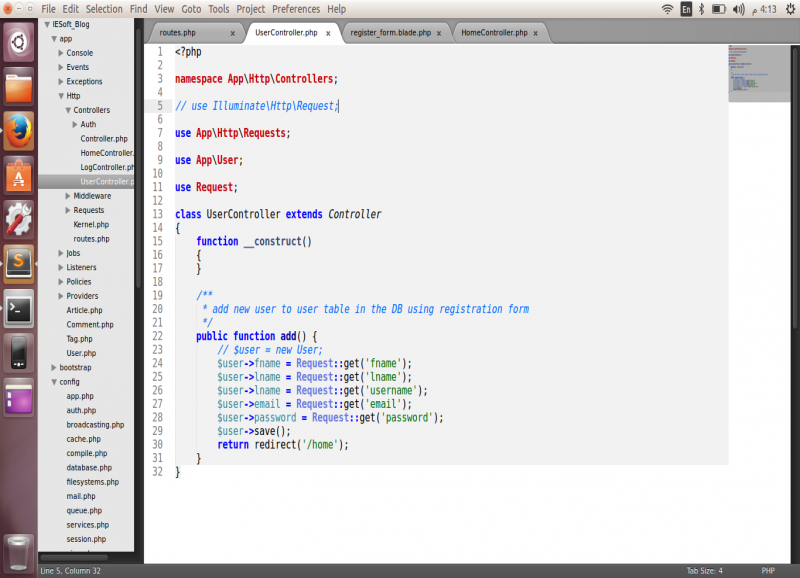 File Edit Selection Find View Goto Tools Project Preferences Help
En
4:13 م
IESoft_Blog
app
Console
Events
Exceptions
Http
Controllers
Auth
Controller.php
HomeController.
LogController.ph
UserController.p
Middleware
Requests
Kernel.php
routes.php
Jobs
Listeners
Policies
Providers
Article.php
Comment.php
Tag.php
User.php
bootstrap
config
app.php
auth.php
broadcasting.php
cache.php
compile.php
database.php
filesystems.php
mail.php
queue.php
services.php
session.php
routes.php x UserController.php x register_form.blade.php x HomeController.php x
1 <?php
2
3 namespace App\Http\Controllers;
4
5 // use Illuminate\Http\Request;
6
7 use App\Http\Requests;
8
9 use App\User;
10
11 use Request;
12
13 class UserController extends Controller
14 {
15 function __construct()
16 {
17 }
18
19 /**
20 * add new user to user table in the DB using registration form
21 */
22 public function add() {
23 // $user = new User;
24 $user->fname = Request::get('fname');
25 $user->lname = Request::get('lname');
26 $user->lname = Request::get('username');
27 $user->email = Request::get('email');
28 $user->password = Request::get('password');
29 $user->save();
30 return redirect('/home');
31 }
32 }
Line 5, Column 32
Tab Size: 4
PHP